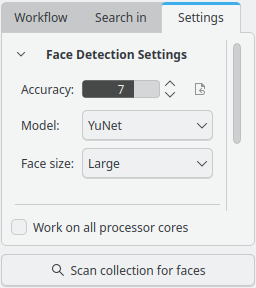 Workflow Search in Settings
Face Detection Settings
Accuracy: 7
Model: YuNet
Face size: Large
Work on all processor cores
Scan collection for faces